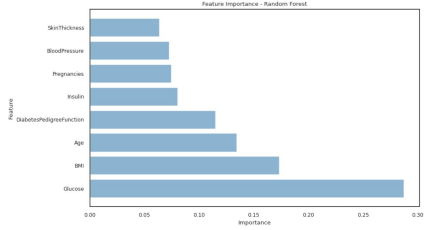 Feature Importance - Random Forest
SkinThickness
BloodPressure
Pregnancies
Insulin
DiabetesPedigreeFunction
Age
BMI
Glucose
Feature
0.00 0.05 0.10 0.15 0.20 0.25 0.30
Importance